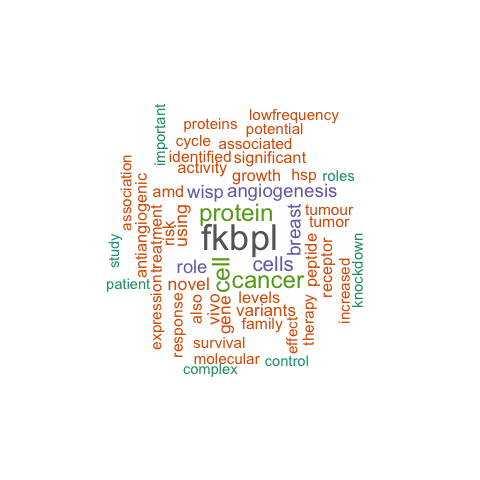 lowfrequency
proteins
potential
important
cycle
associated
identified
significant
activity
growth
hsp
roles
association
antiangiogenic
amd
wisp
angiogenesis
treatment
risk
using
protein
breast
tumour
tumor
fkbpl
study
role
cell
cells
peptide
receptor
knockdown
patient
novel
cancer
expression
response
also
vivo
gene
levels
variants
family
effects
therapy
increased
survival
molecular
control
complex